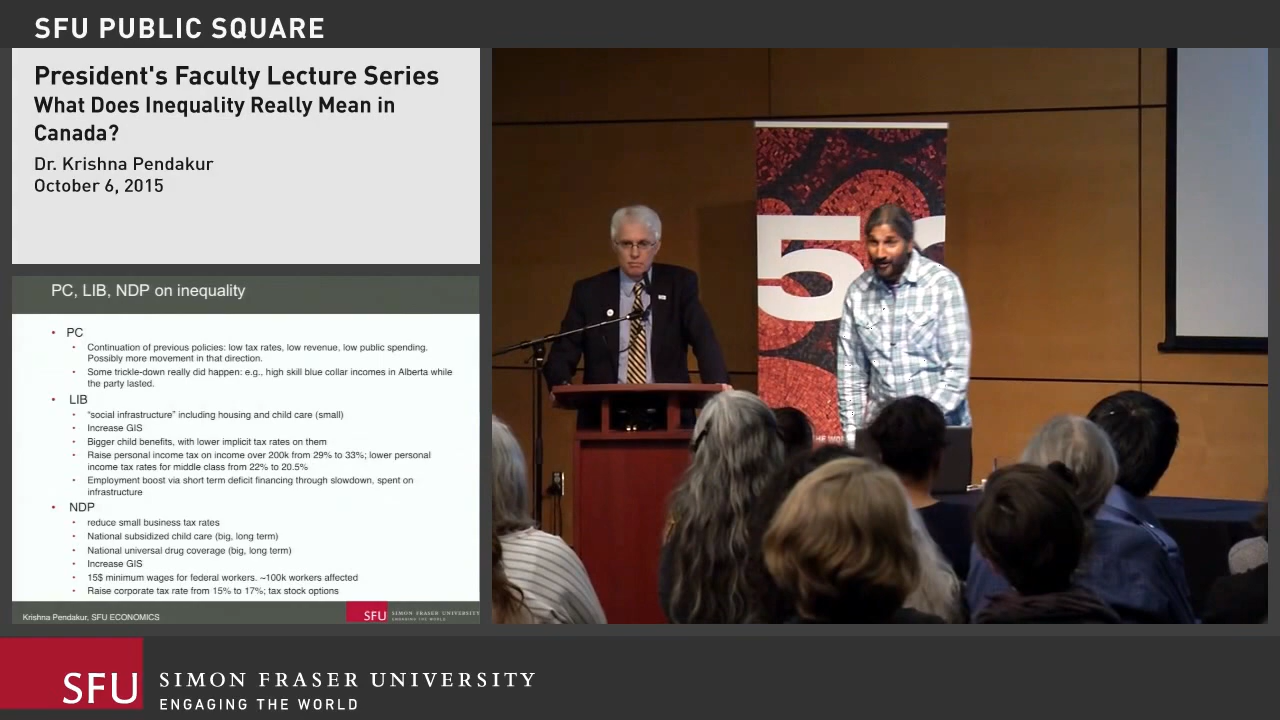 SFU PUBLIC SQUARE
President's Faculty Lecture Series
What Does Inequality Really Mean in
Canada?
Dr. Krishna Pendakur
October 6, 2015
PC, LIB, NDP on inequality
• PC
• Continuation of previous policies: low tax rates, low revenue, low public spending.
Possibly more movement in that direction.
• Some trickle-down really did happen: e.g., high skill blue collar incomes in Alberta while
the party lasted.
• LIB
• “social infrastructure” including housing and child care (small)
• Increase GIS
• Bigger child benefits, with lower implicit tax rates on them
• Raise personal income tax on income over 200k from 29% to 33%; lower personal
income tax rates for middle class from 22% to 20.5%
• Employment boost via short term deficit financing through slowdown, spent on
infrastructure
• NDP
• reduce small business tax rates
• National subsidized child care (big, long term)
• National universal drug coverage (big, long term)
• Increase GIS
• 15$ minimum wages for federal workers. ~100k workers affected
• Raise corporate tax rate from 15% to 17%; tax stock options
Krishna Pendakur, SFU ECONOMICS
SFU SIMON FRASER UNIVERSITY
ENGAGING THE WORLD
5
SFU SIMON FRASER UNIVERSITY
ENGAGING THE WORLD